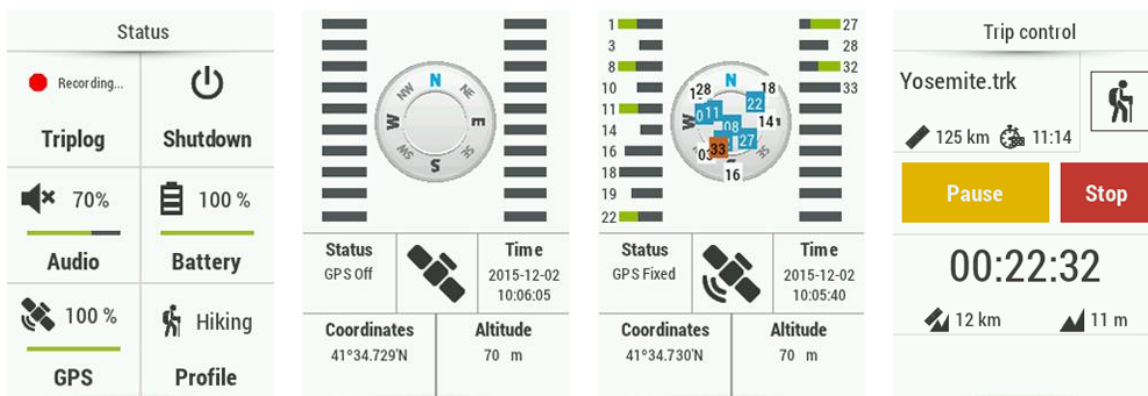 Status
Recording...
Triplog
Shutdown
70%
100 %
Audio
Battery
100 %
Hiking
GPS
Profile
N
NE
E
SE
S
SW
W
NW
Status
GPS Off
Time
2015-12-02
10:06:05
Coordinates
41°34.729'N
Altitude
70 m
1
3
8
10
11
14
16
18
19
22
27
28
32
33
N
28
18
22
11
14
08
27
33
03
16
W
SW
S
SE
NW
Status
GPS Fixed
Time
2015-12-02
10:05:40
Coordinates
41°34.730'N
Altitude
70 m
Trip control
Yosemite.trk
125 km
11:14
Pause
Stop
00:22:32
12 km
11 m